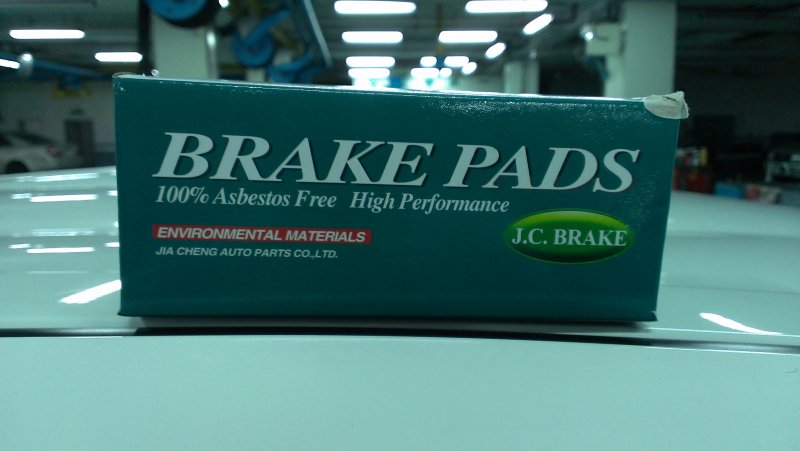 BRAKE PADS
100% Asbestos Free High Performance
ENVIRONMENTAL MATERIALS
J.C. BRAKE
JIA CHENG AUTO PARTS CO.,LTD.